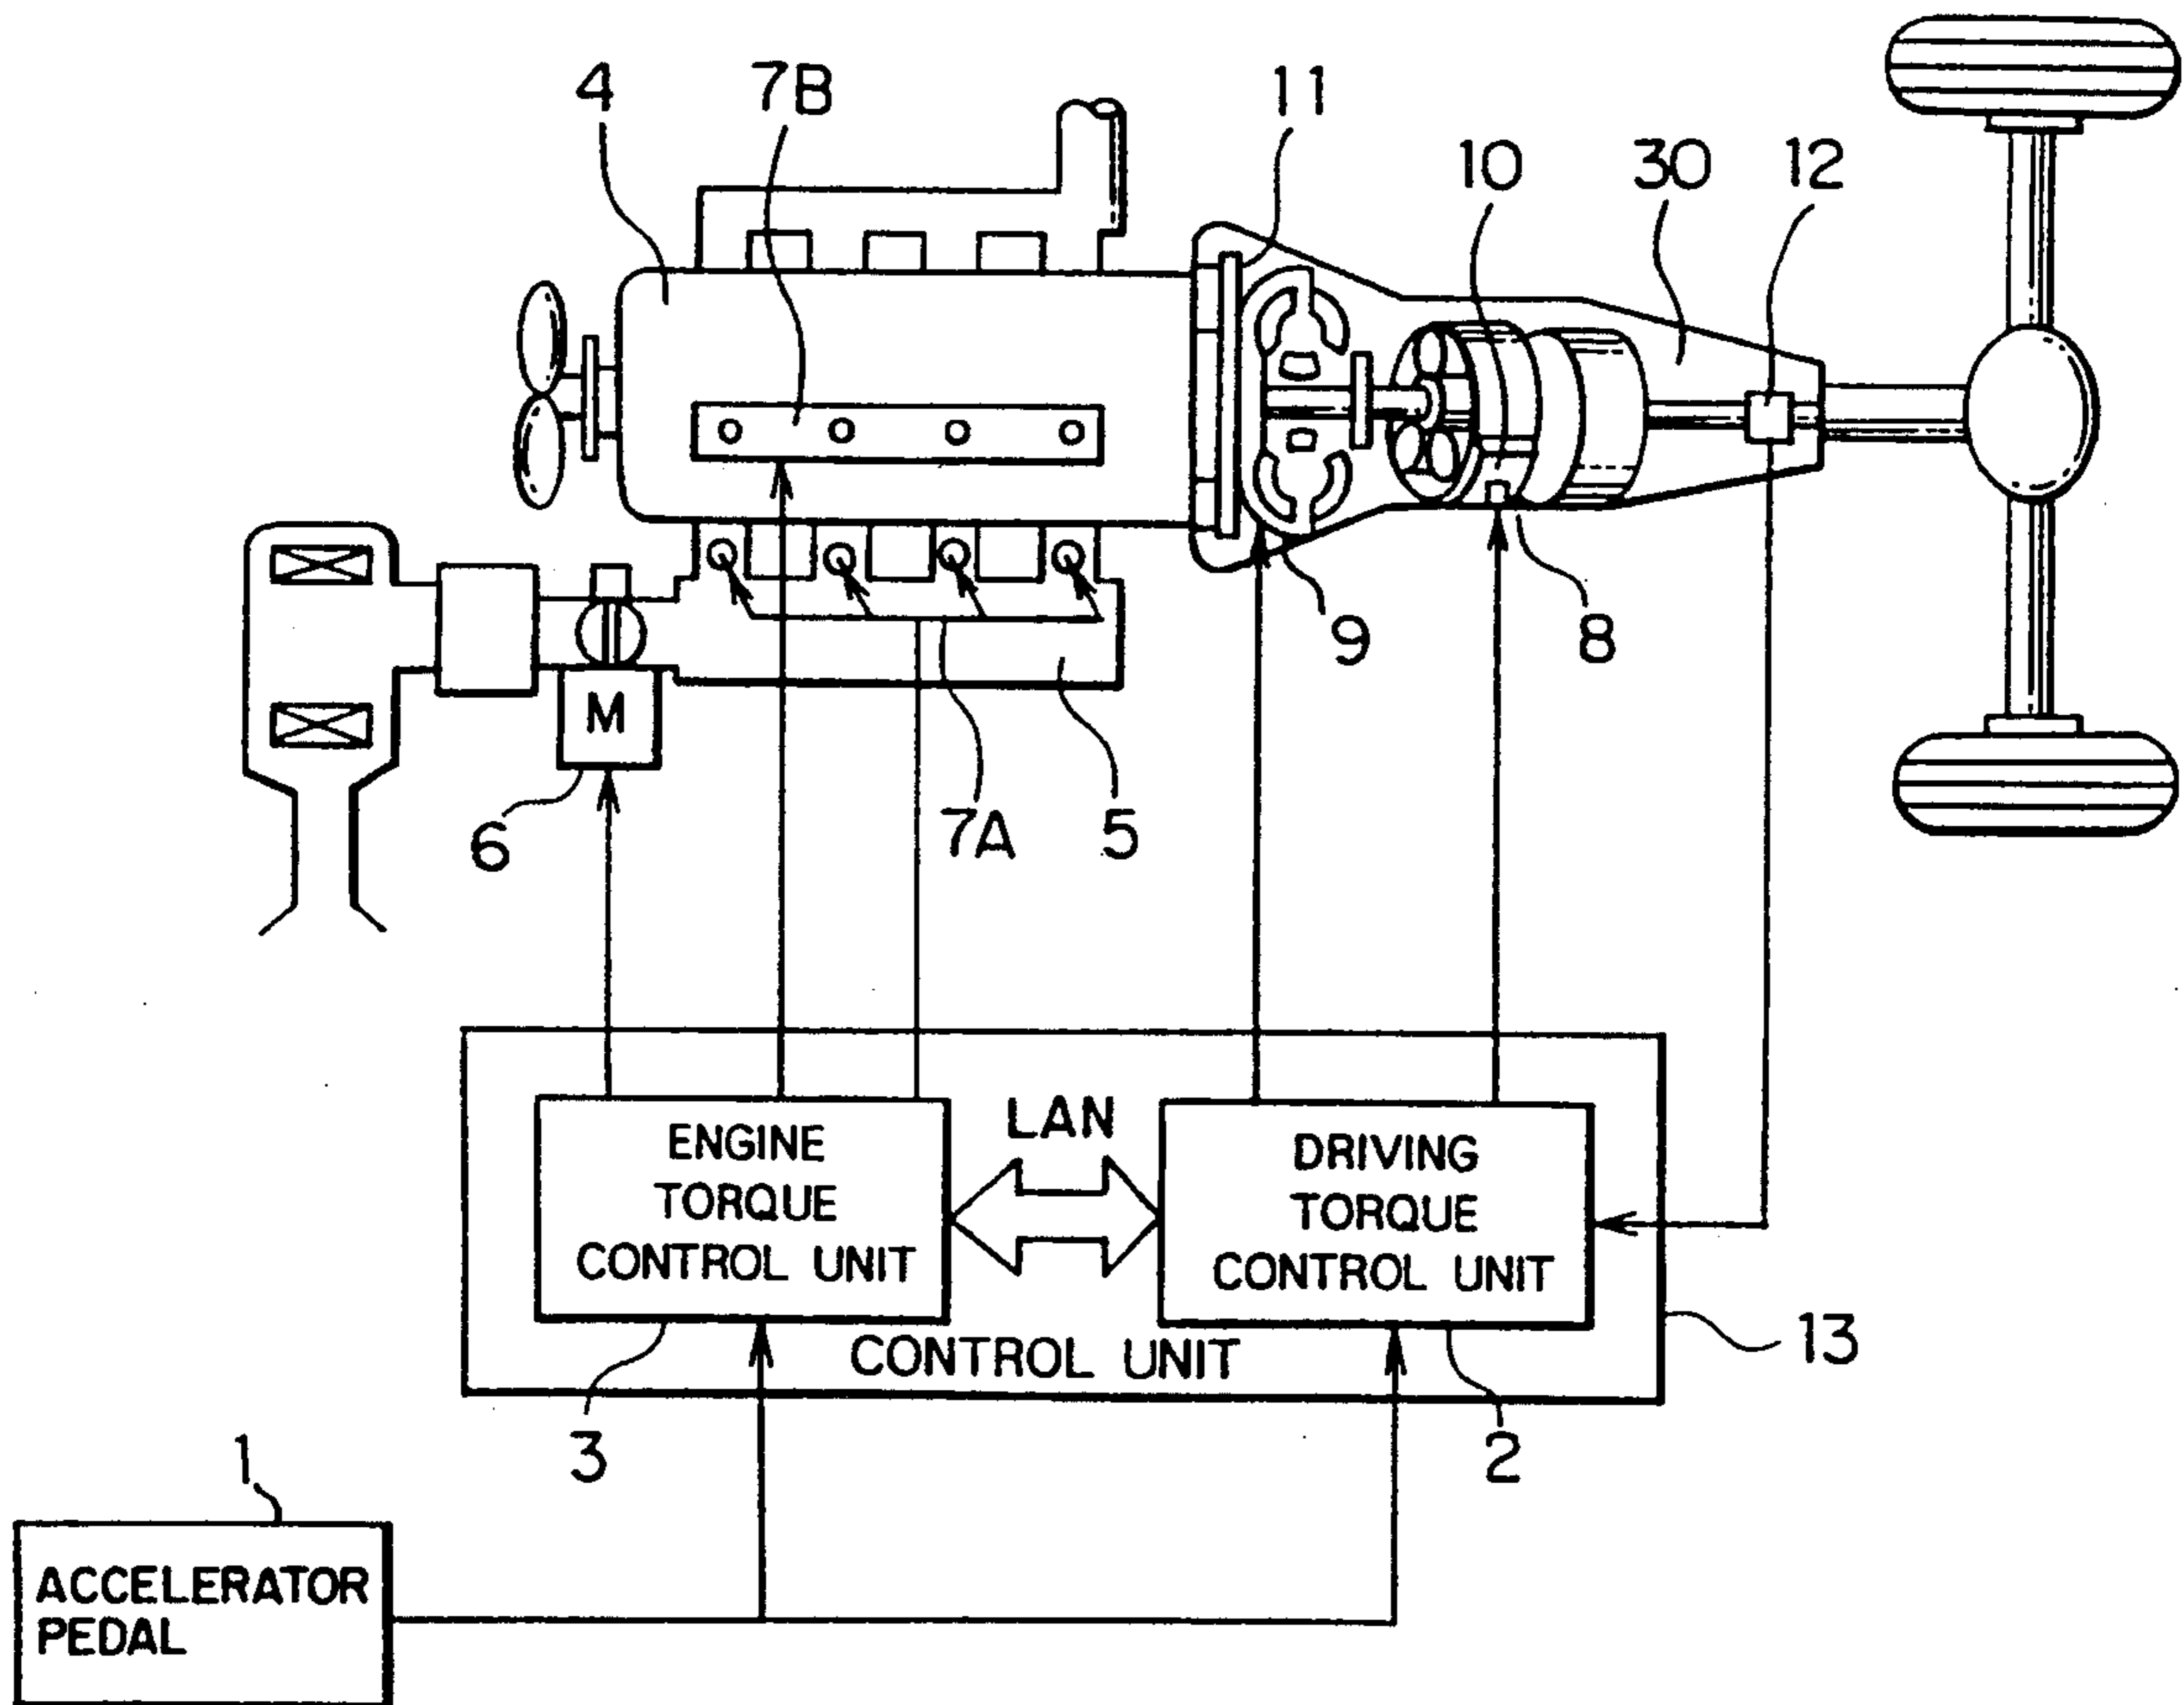 4
7B
11
10
30
12
M
6
7A
5
9
8
ENGINE
TORQUE
CONTROL UNIT
LAN
DRIVING
TORQUE
CONTROL UNIT
CONTROL UNIT
13
3
2
1
ACCELERATOR
PEDAL